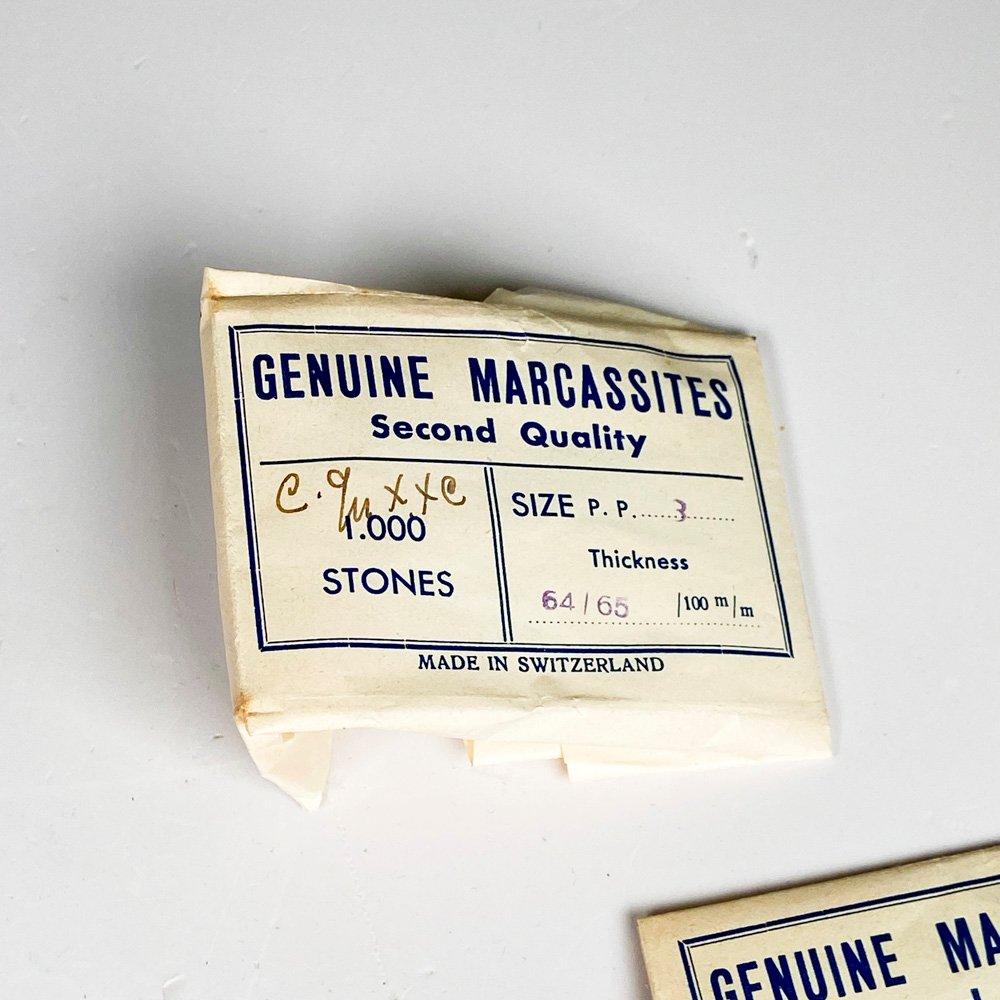 GENUINE MARCASSITES
Second Quality
1.000
STONES
SIZE P. P. 3
Thickness
64/65 /100 m/m
MADE IN SWITZERLAND
GENUINE MA